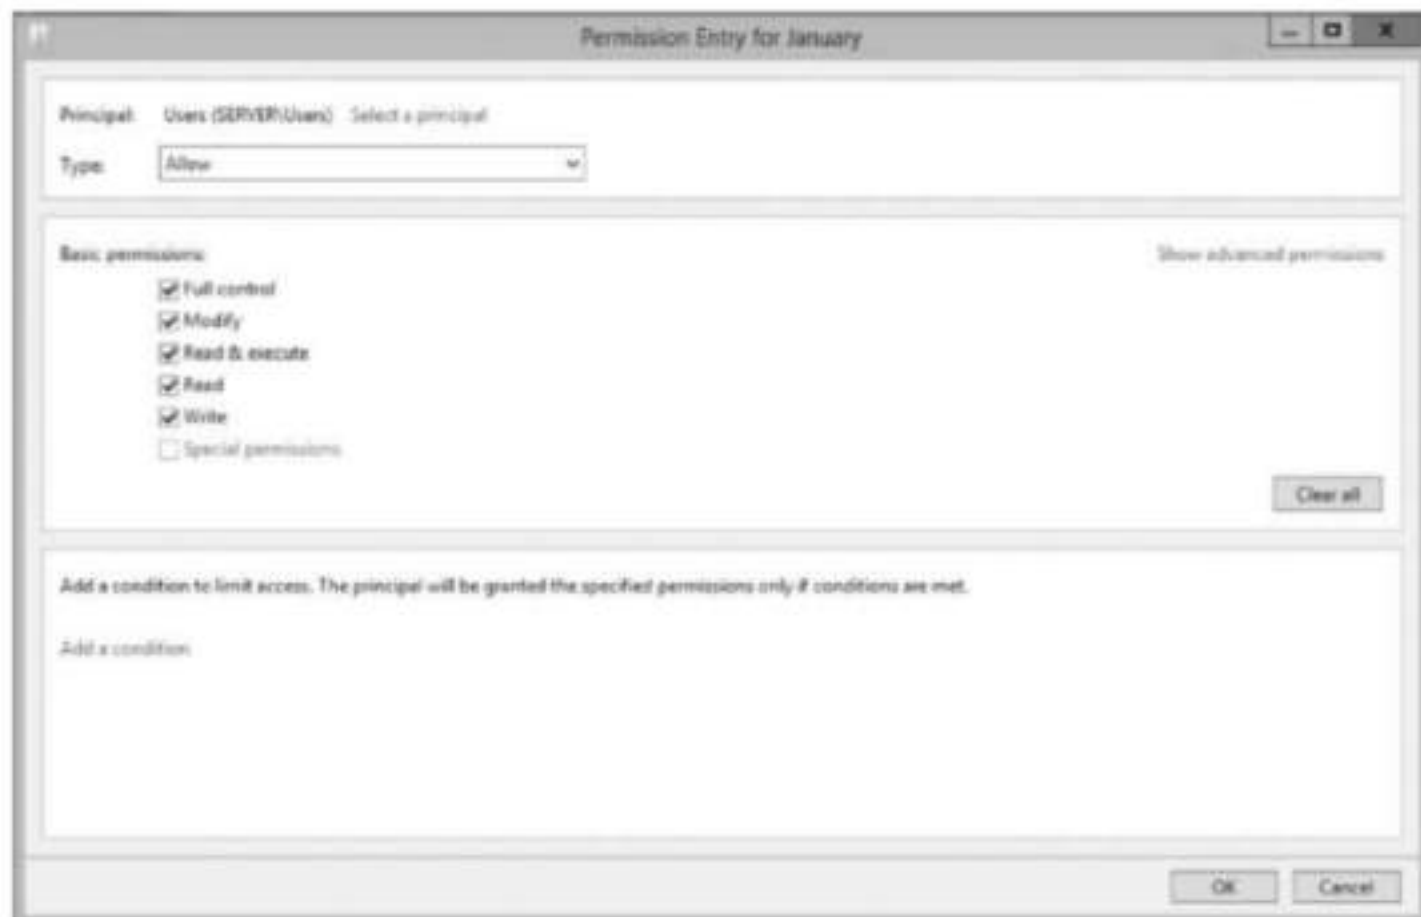 Permission Entry for January
Principal: Users (SERVER\Users) Select a principal
Type: Allow
Basic permissions: Show advanced permissions
Full control
Modify
Read & execute
Read
Write
Special permissions
Clear all
Add a condition to limit access. The principal will be granted the specified permissions only if conditions are met.
Add a condition
OK Cancel